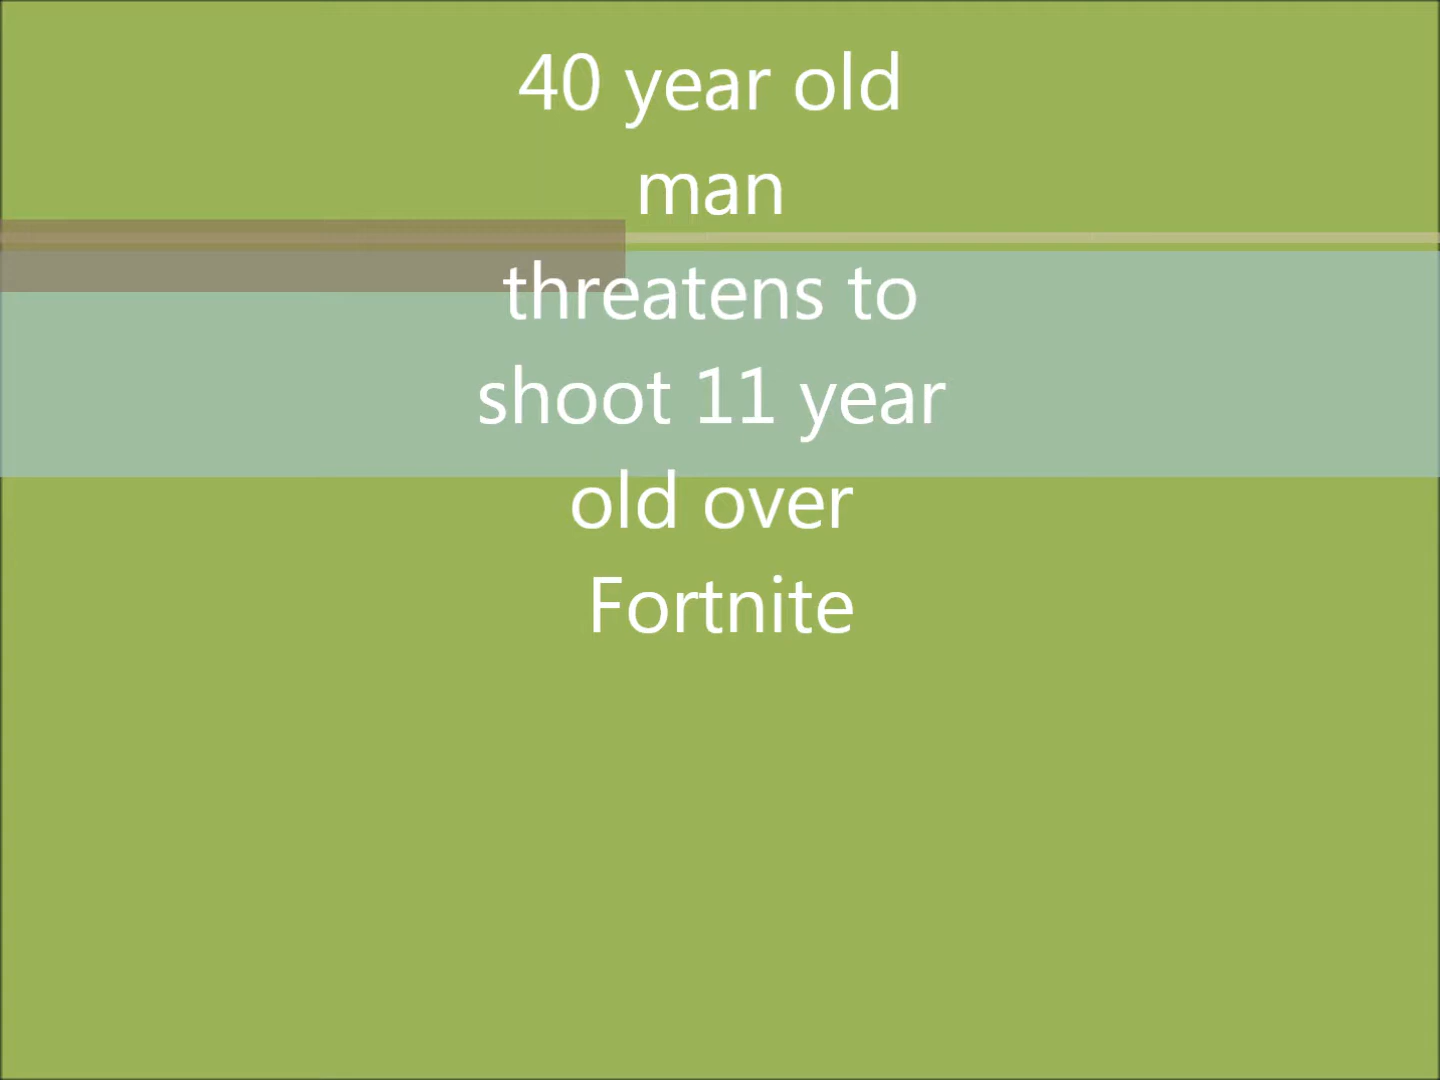 40 year old
man
threatens to
shoot 11 year
old over
Fortnite